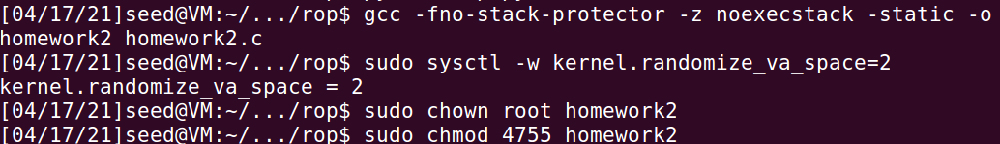 [04/17/21]seed@VM:~/.../rop$ gcc -fno-stack-protector -z noexecstack -static -o
homework2 homework2.c
[04/17/21]seed@VM:~/.../rop$ sudo sysctl -w kernel.randomize_va_space=2
kernel.randomize_va_space = 2
[04/17/21]seed@VM:~/.../rop$ sudo chown root homework2
[04/17/21]seed@VM:~/.../rop$ sudo chmod 4755 homework2